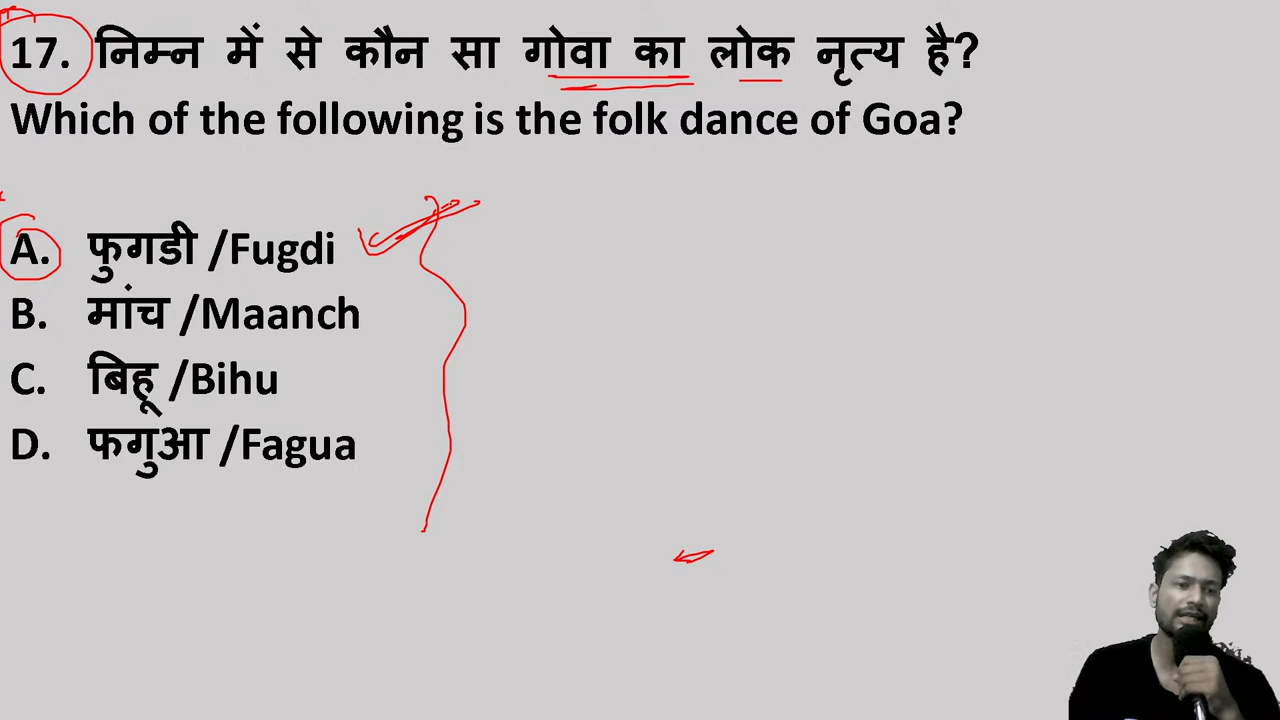 17. निम्न में से कौन सा गोवा का लोक नृत्य है?
Which of the following is the folk dance of Goa?
A. फुगडी /Fugdi
B. मांच /Maanch
C. बिहू /Bihu
D. फगुआ /Fagua